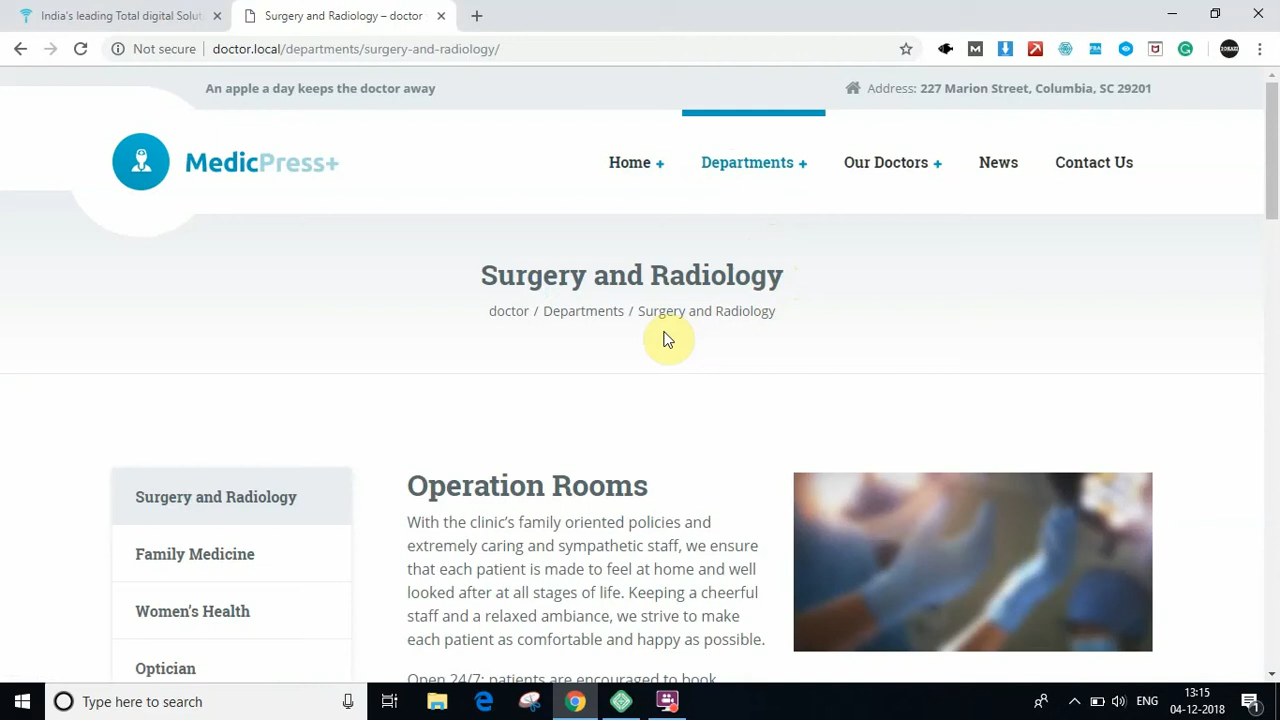 India's leading Total digital Solut
Surgery and Radiology – doctor
Not secure
doctor.local/departments/surgery-and-radiology/
An apple a day keeps the doctor away
Address: 227 Marion Street, Columbia, SC 29201
MedicPress+
Home +
Departments +
Our Doctors +
News
Contact Us
Surgery and Radiology
doctor / Departments / Surgery and Radiology
Surgery and Radiology
Family Medicine
Women's Health
Optician
Operation Rooms
With the clinic's family oriented policies and
extremely caring and sympathetic staff, we ensure
that each patient is made to feel at home and well
looked after at all stages of life. Keeping a cheerful
staff and a relaxed ambiance, we strive to make
each patient as comfortable and happy as possible.
Open 24/7: patients are encouraged to book
Type here to search
ENG
13:15
04-12-2018